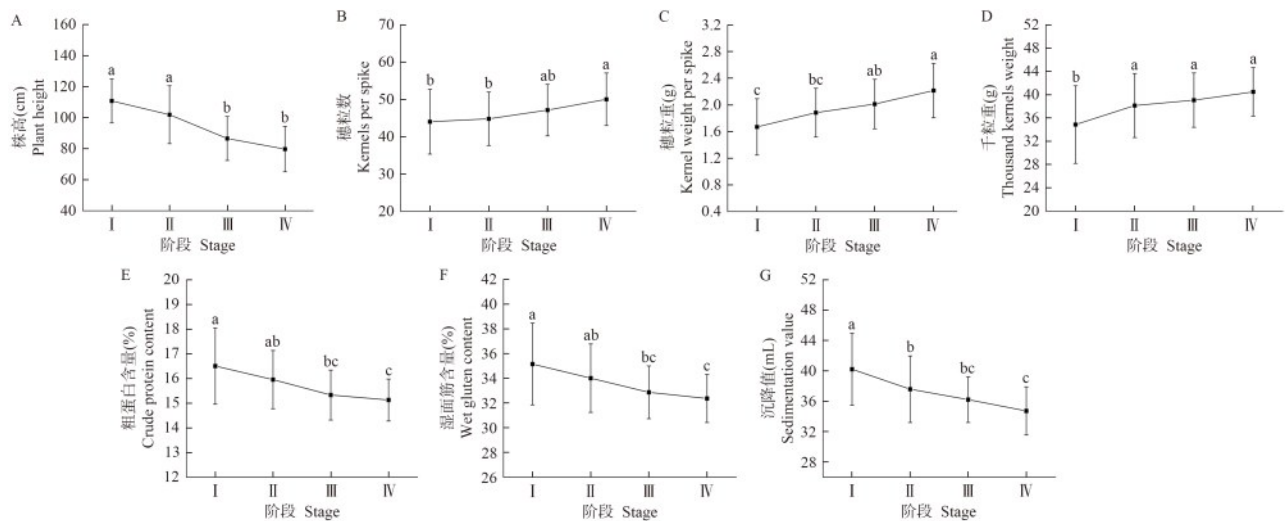 A
株高(cm)
Plant height
160
140
120
100
80
60
40
a
a
b
b
Ⅰ
Ⅱ
Ⅲ
Ⅳ
阶段 Stage
B
穗粒数
Kernels per spike
70
60
50
40
30
20
b
b
ab
a
Ⅰ
Ⅱ
Ⅲ
Ⅳ
阶段 Stage
C
穗粒重(g)
Kernel weight per spike
3.2
2.8
2.4
2.0
1.6
1.2
0.8
0.4
c
bc
ab
a
Ⅰ
Ⅱ
Ⅲ
Ⅳ
阶段 Stage
D
千粒重(g)
Thousand kernels weight
52
48
44
40
36
32
28
24
20
b
a
a
a
Ⅰ
Ⅱ
Ⅲ
Ⅳ
阶段 Stage
E
粗蛋白含量(%)
Crude protein content
20
19
18
17
16
15
14
13
12
a
ab
bc
c
Ⅰ
Ⅱ
Ⅲ
Ⅳ
阶段 Stage
F
湿面筋含量(%)
Wet gluten content
42
40
38
36
34
32
30
28
26
a
ab
bc
c
Ⅰ
Ⅱ
Ⅲ
Ⅳ
阶段 Stage
G
沉降值(mL)
Sedimentation value
52
48
44
40
36
32
28
a
b
bc
c
Ⅰ
Ⅱ
Ⅲ
Ⅳ
阶段 Stage